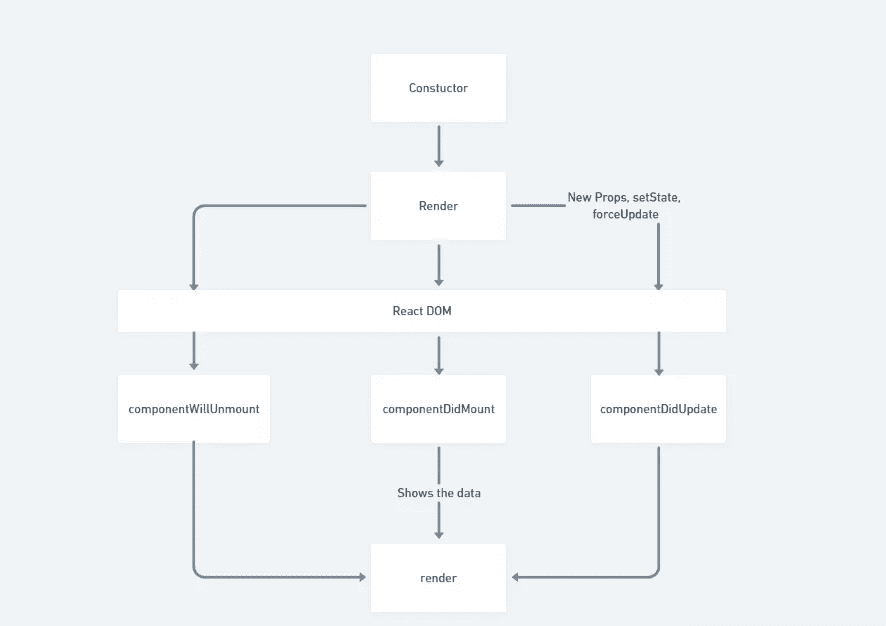 Constuctor
Render
New Props, setState,
forceUpdate
React DOM
componentWillUnmount
componentDidMount
componentDidUpdate
Shows the data
render